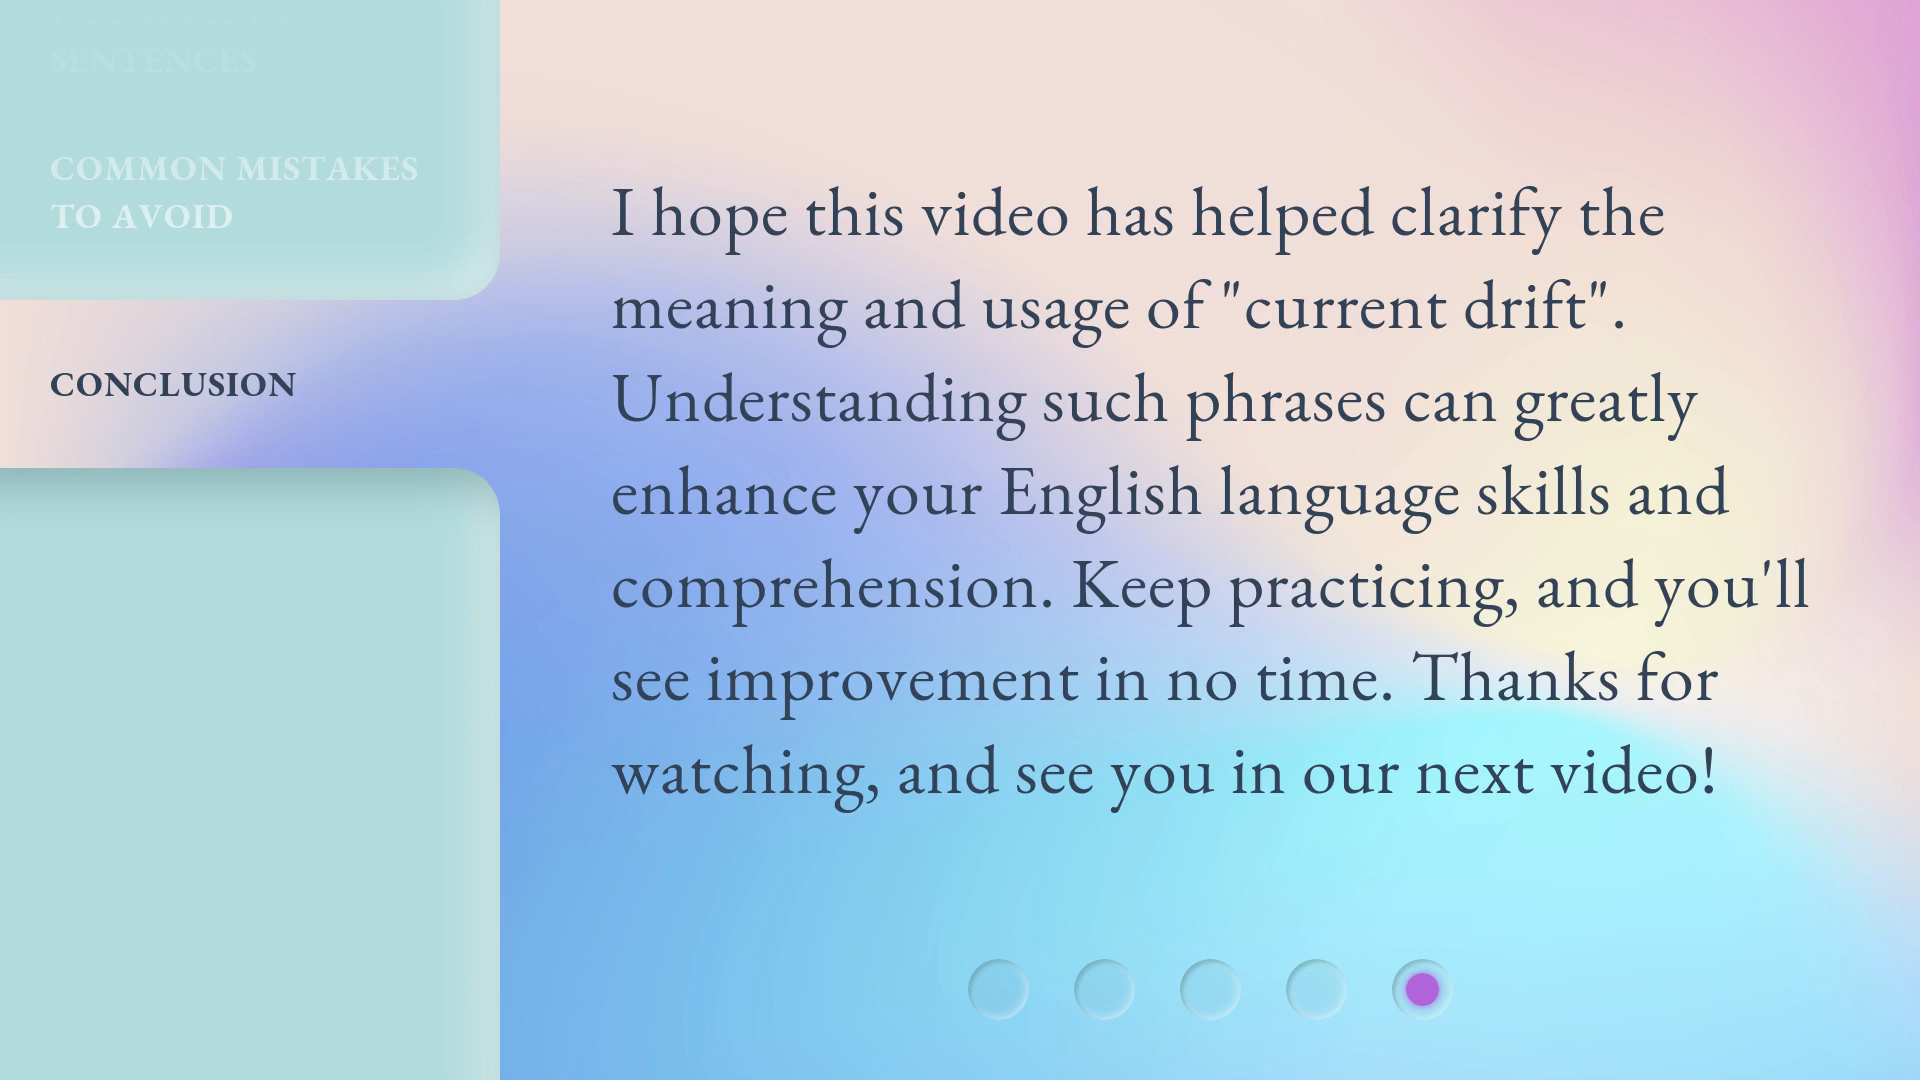 SENTENCES
COMMON MISTAKES
TO AVOID
CONCLUSION
I hope this video has helped clarify the
meaning and usage of "current drift".
Understanding such phrases can greatly
enhance your English language skills and
comprehension. Keep practicing, and you'll
see improvement in no time. Thanks for
watching, and see you in our next video!